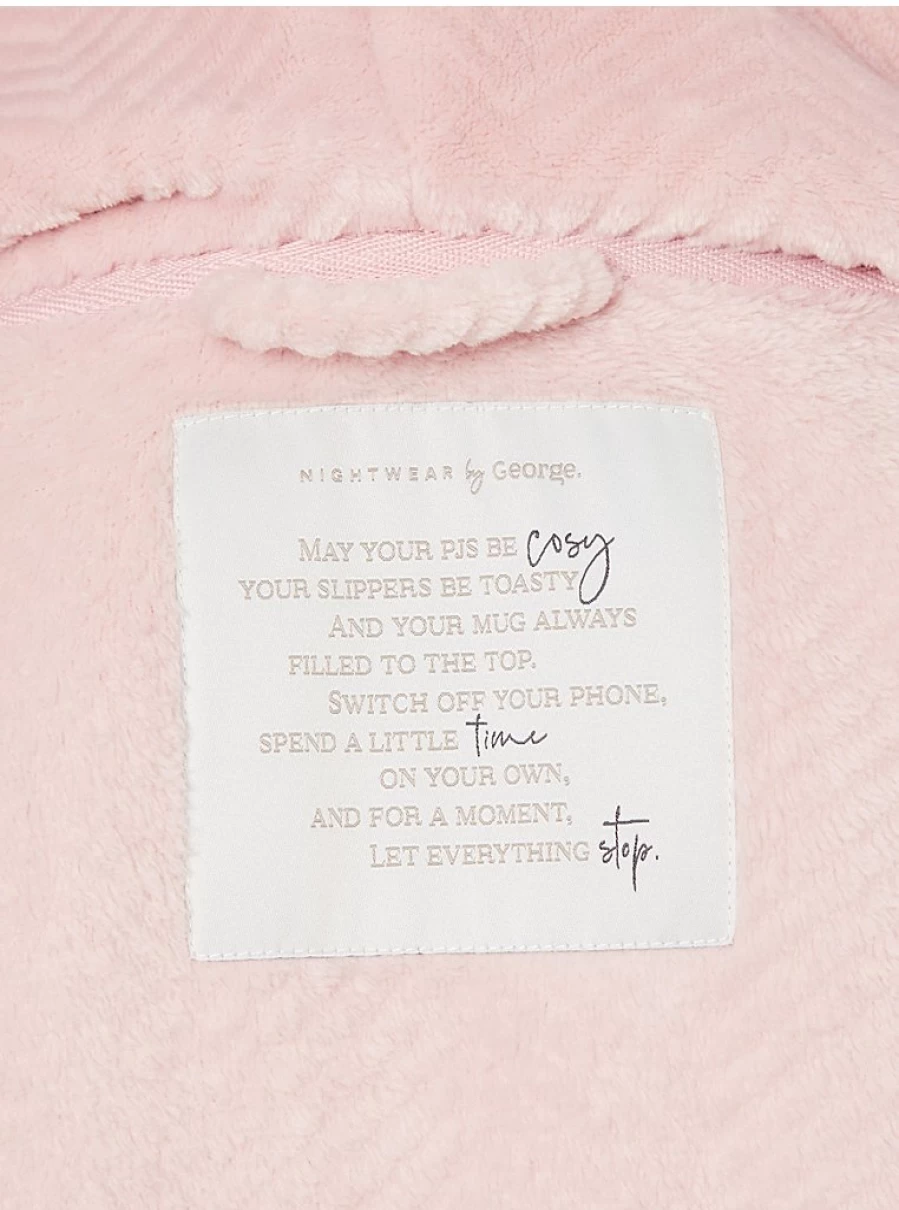 NIGHTWEAR by George.
MAY YOUR PJS BE cosy
YOUR SLIPPERS BE TOASTY
AND YOUR MUG ALWAYS
FILLED TO THE TOP.
SWITCH OFF YOUR PHONE,
SPEND A LITTLE time
ON YOUR OWN,
AND FOR A MOMENT,
LET EVERYTHING stop.